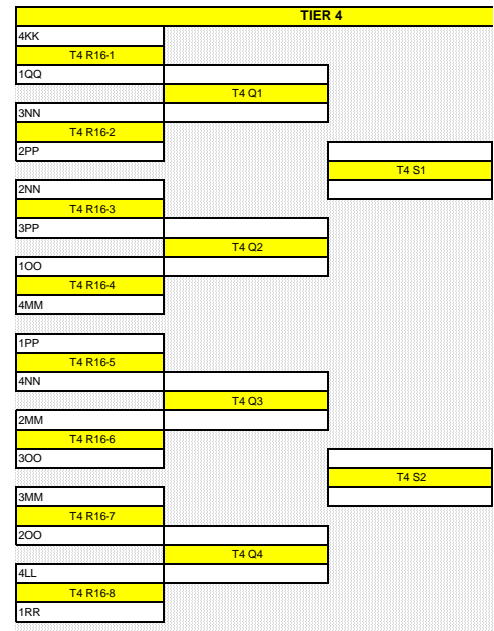 TIER 4
4KK
T4 R16-1
1QQ
T4 Q1
3NN
T4 R16-2
2PP
T4 S1
2NN
T4 R16-3
3PP
T4 Q2
1OO
T4 R16-4
4MM
1PP
T4 R16-5
4NN
T4 Q3
2MM
T4 R16-6
3OO
T4 S2
3MM
T4 R16-7
2OO
T4 Q4
4LL
T4 R16-8
1RR